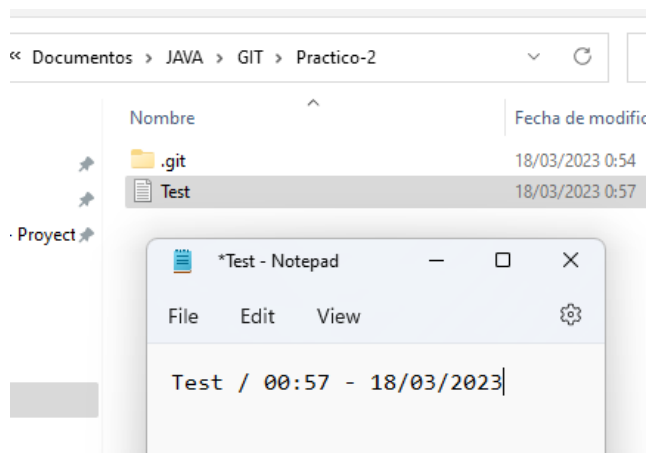 « Documentos > JAVA > GIT > Practico-2
Nombre
Fecha de modific
.git 18/03/2023 0:54
Test 18/03/2023 0:57
· Proyect
*Test - Notepad
File Edit View
Test / 00:57 - 18/03/2023